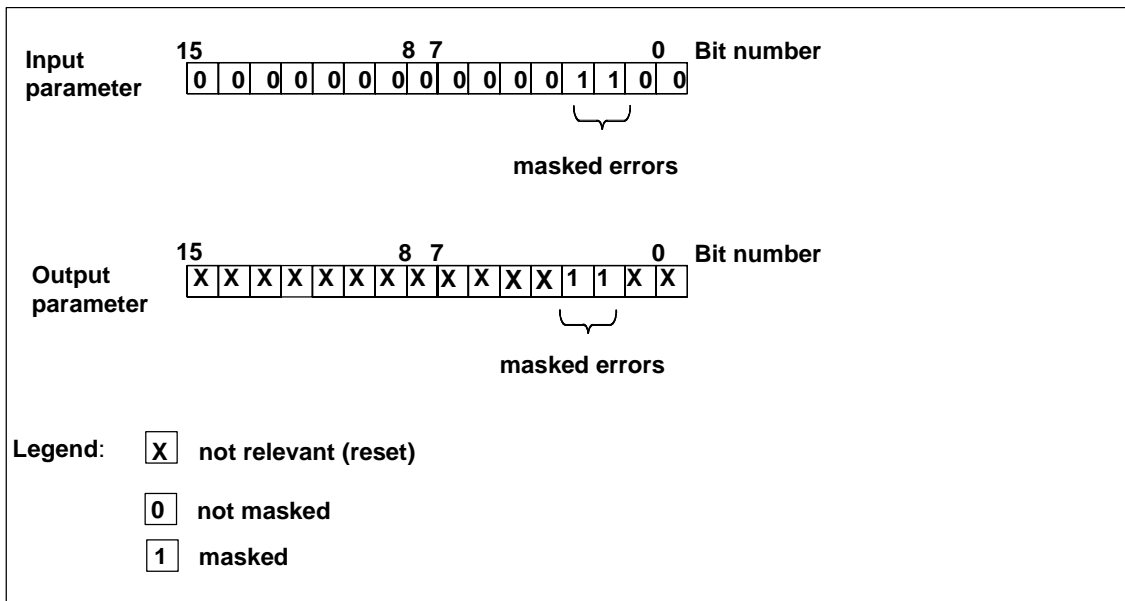 15 8 7 0 Bit number
Input parameter
0 0 0 0 0 0 0 0 0 0 0 0 1 1 0 0
masked errors
15 8 7 0 Bit number
Output parameter
X X X X X X X X X X X X 1 1 X X
masked errors
Legend: X not relevant (reset)
0 not masked
1 masked